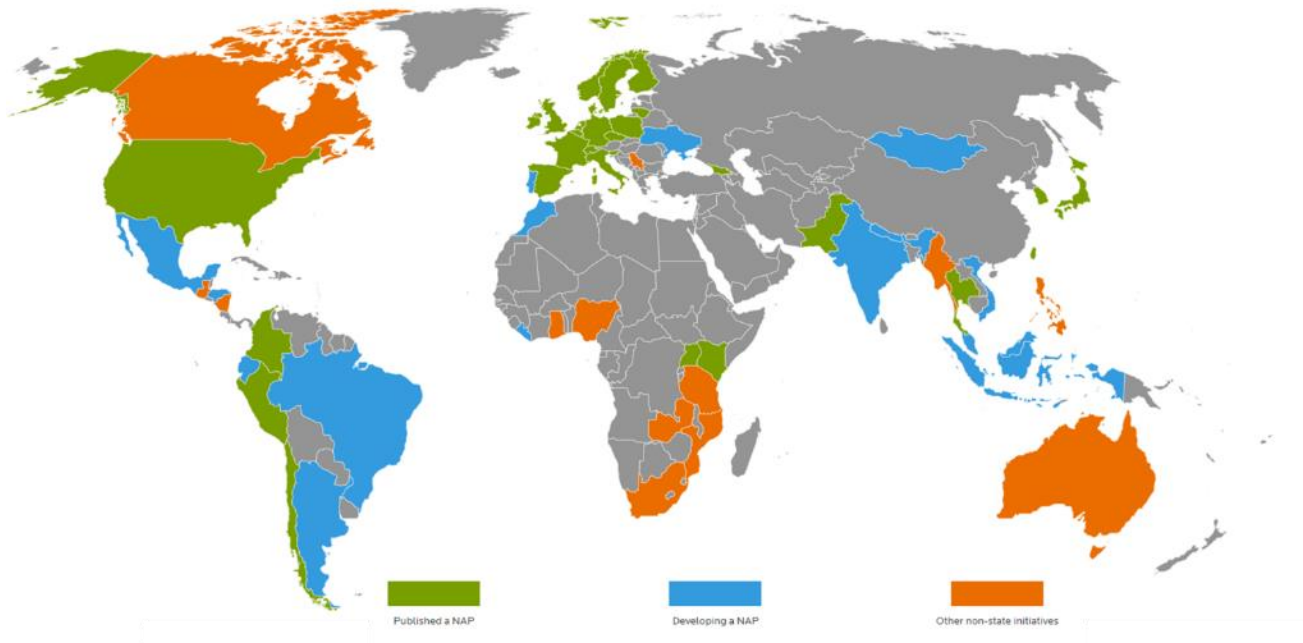 Published a NAP
Developing a NAP
Other non-state initiatives